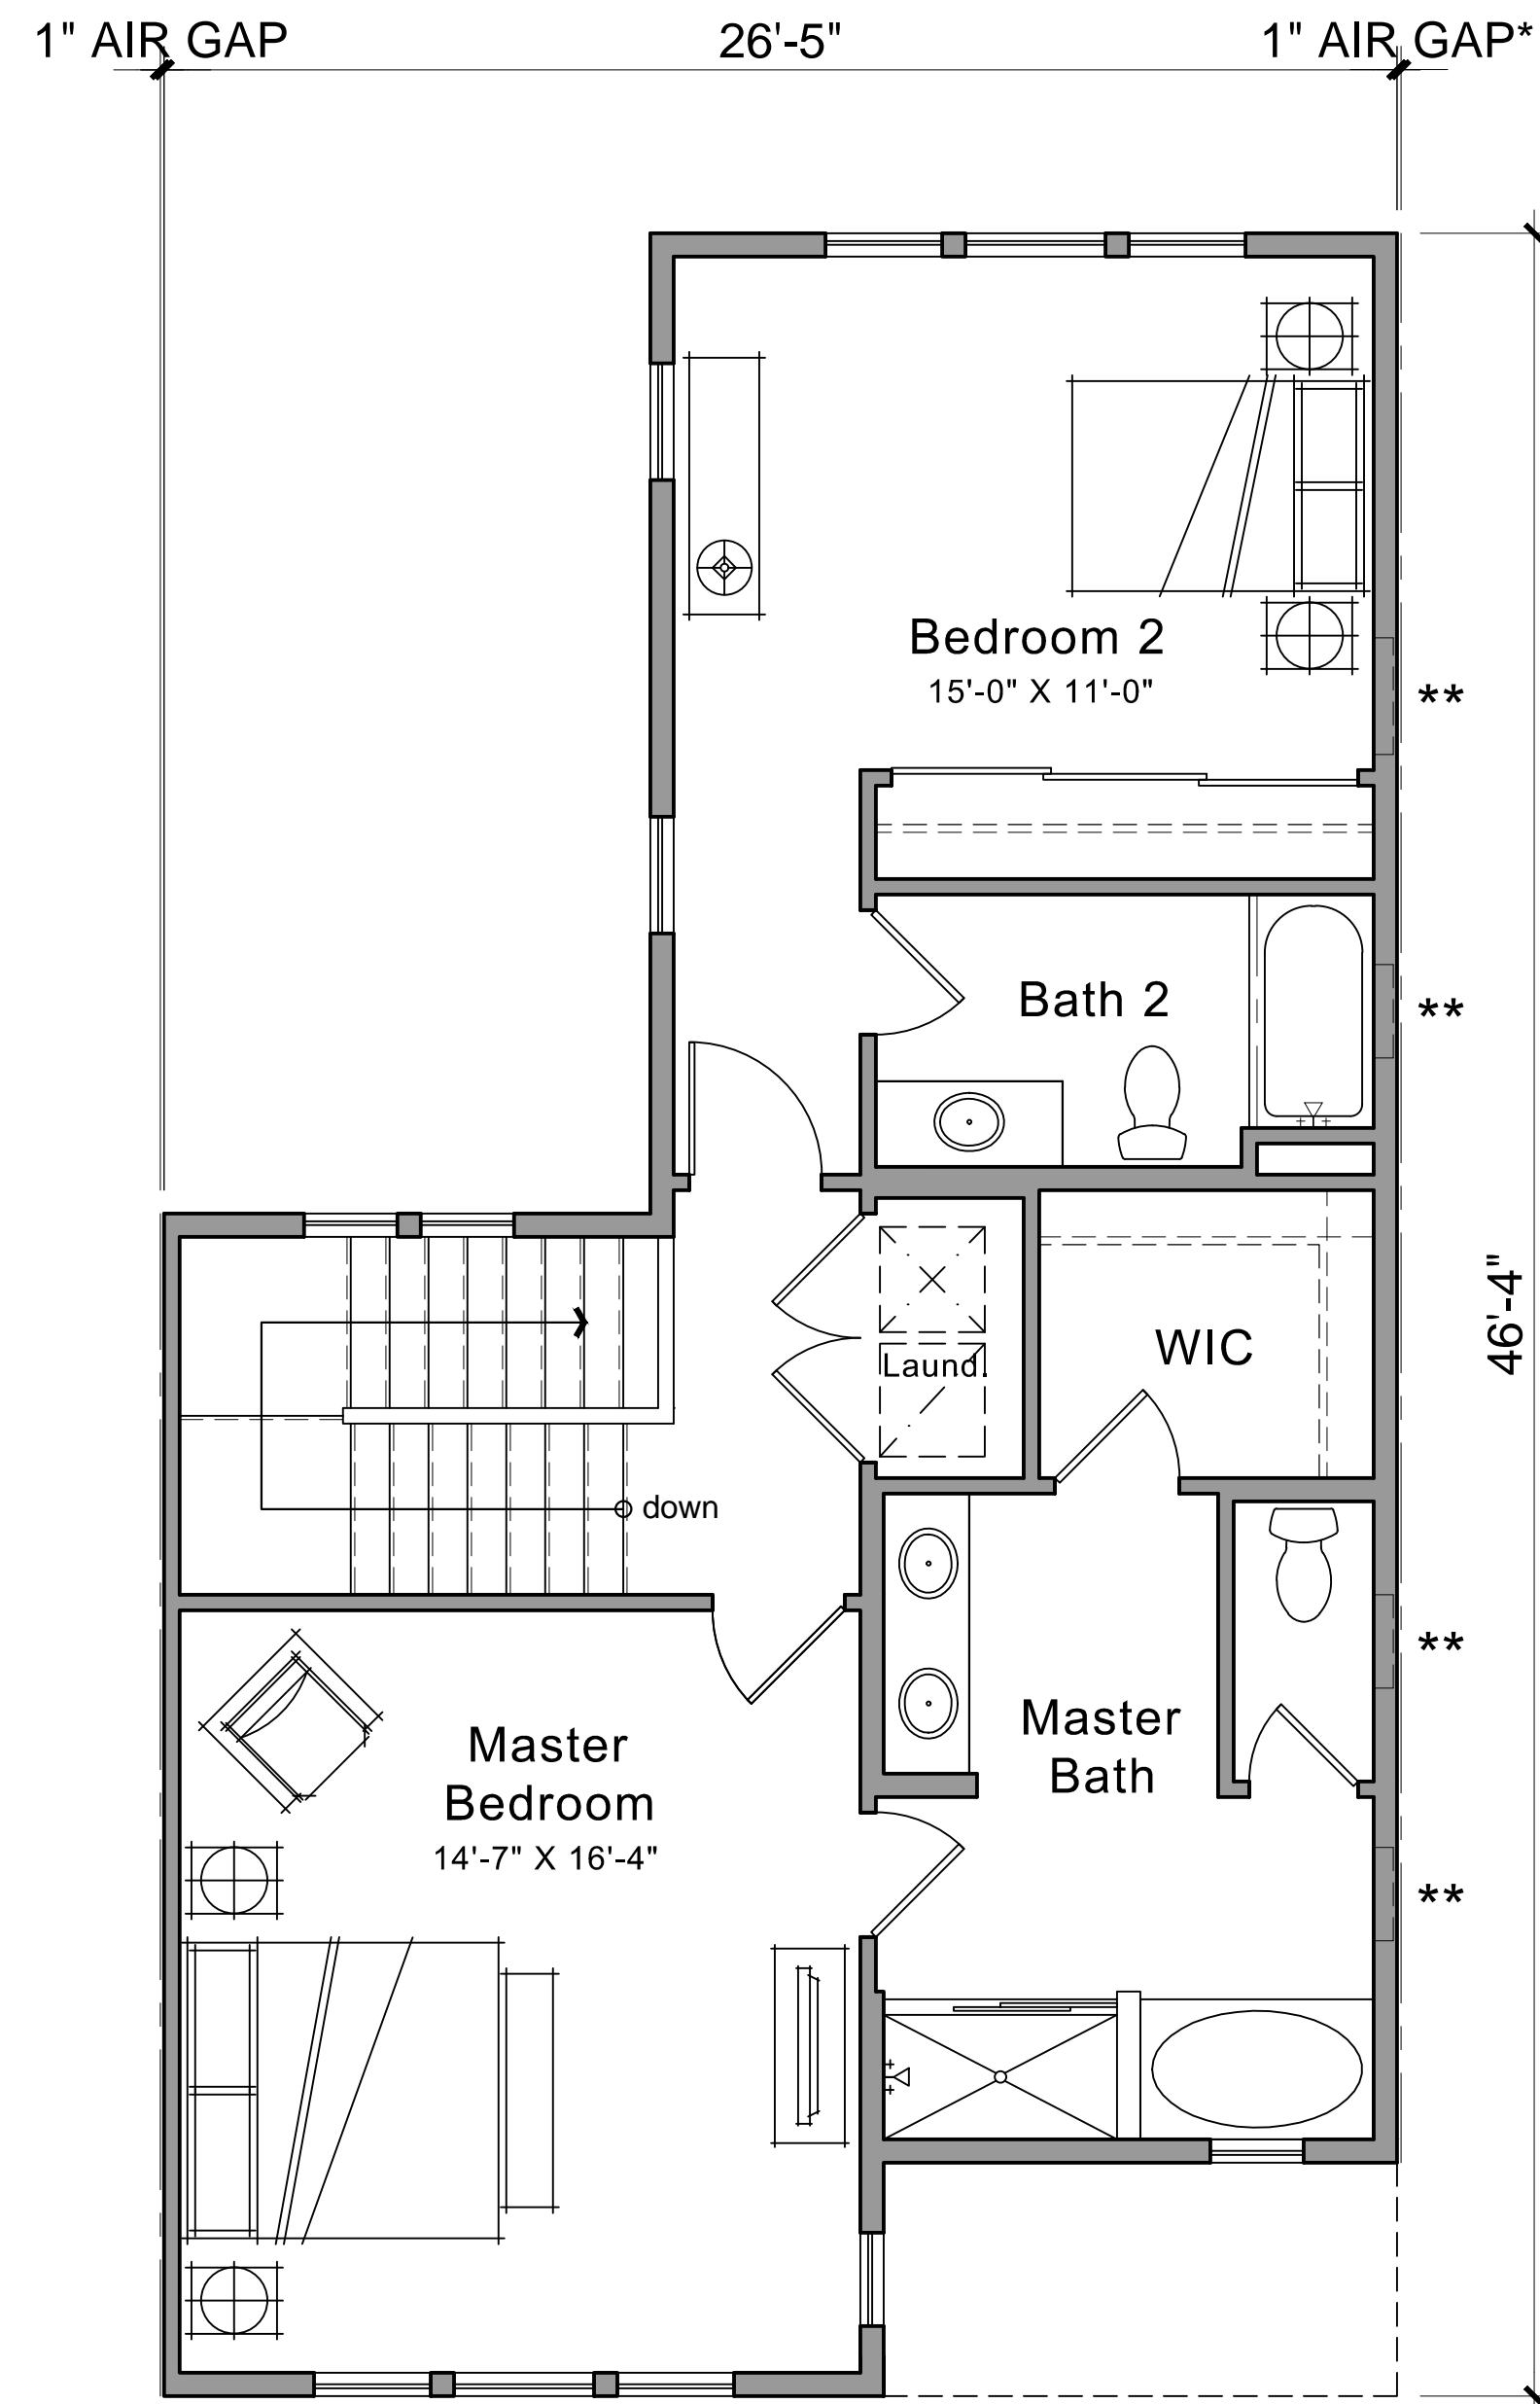 1" AIR GAP
26'-5"
1" AIR GAP*
Bedroom 2
15'-0" X 11'-0"
**
Bath 2
**
46'-4"
WIC
Laund.
down
**
Master
Bath
Master
Bedroom
14'-7" X 16'-4"
**